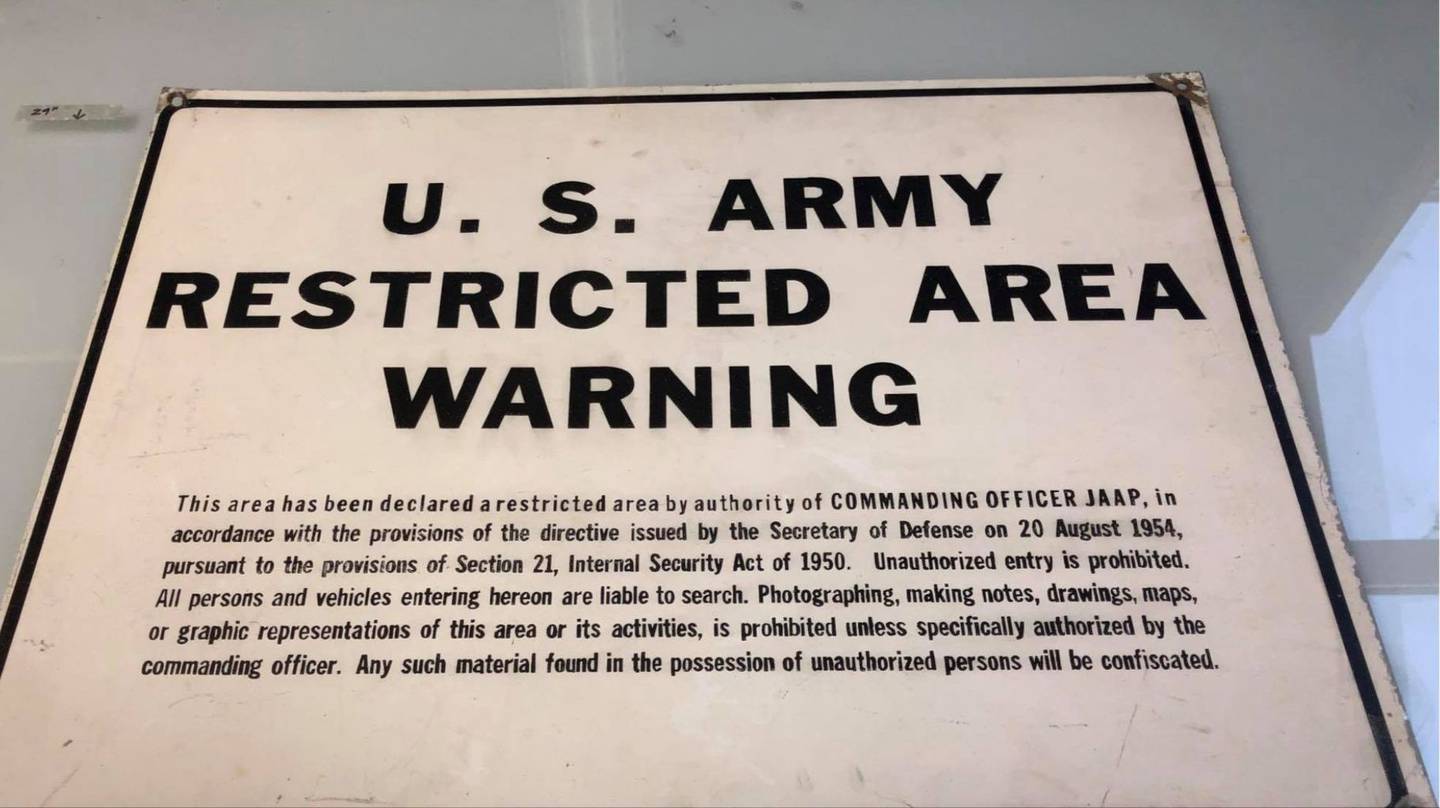 24" ↓
U. S. ARMY
RESTRICTED AREA
WARNING
This area has been declared a restricted area by authority of COMMANDING OFFICER JAAP, in
accordance with the provisions of the directive issued by the Secretary of Defense on 20 August 1954,
pursuant to the provisions of Section 21, Internal Security Act of 1950. Unauthorized entry is prohibited.
All persons and vehicles entering hereon are liable to search. Photographing, making notes, drawings, maps,
or graphic representations of this area or its activities, is prohibited unless specifically authorized by the
commanding officer. Any such material found in the possession of unauthorized persons will be confiscated.